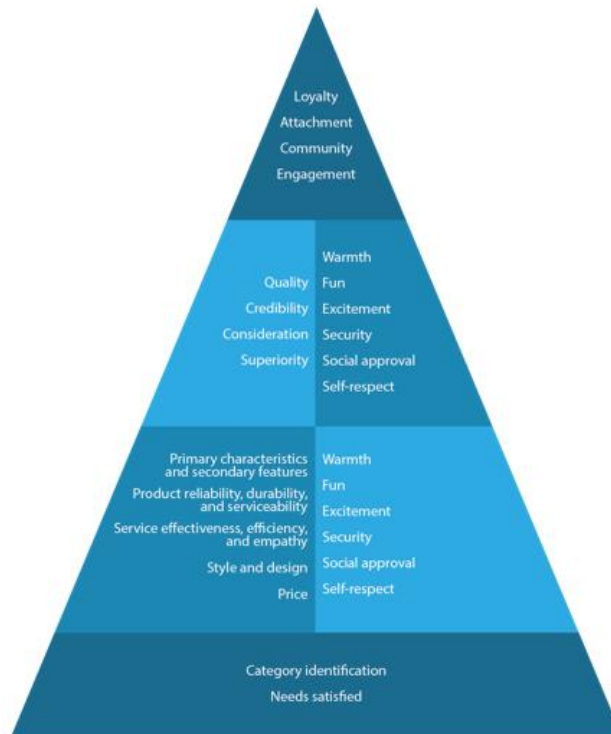 Loyalty
Attachment
Community
Engagement
Quality
Credibility
Consideration
Superiority
Warmth
Fun
Excitement
Security
Social approval
Self-respect
Primary characteristics
and secondary features
Product reliability, durability,
and serviceability
Service effectiveness, efficiency,
and empathy
Style and design
Price
Warmth
Fun
Excitement
Security
Social approval
Self-respect
Category identification
Needs satisfied